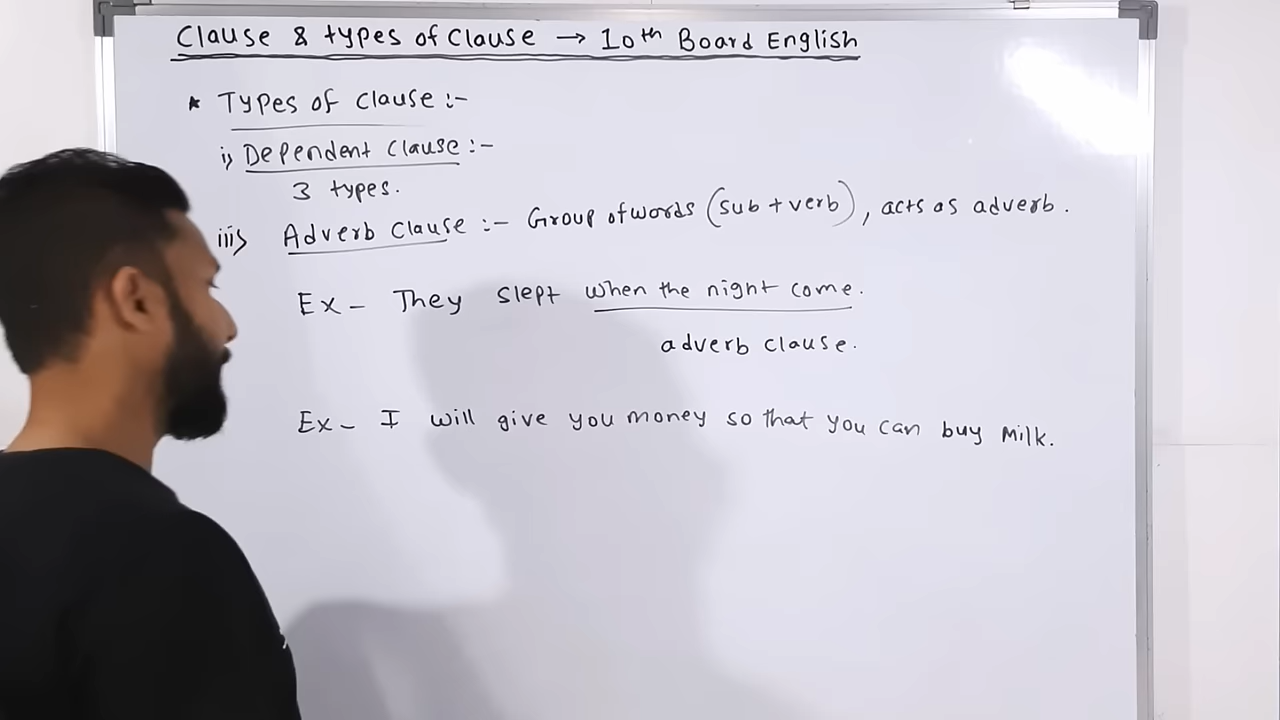 Clause & types of Clause → 10th Board English
* Types of Clause :-
i) Dependent Clause :-
3 types.
iii) Adverb Clause :- Group of words (sub + verb), acts as adverb.
Ex - They slept when the night come.
adverb clause.
Ex - I will give you money so that you can buy milk.